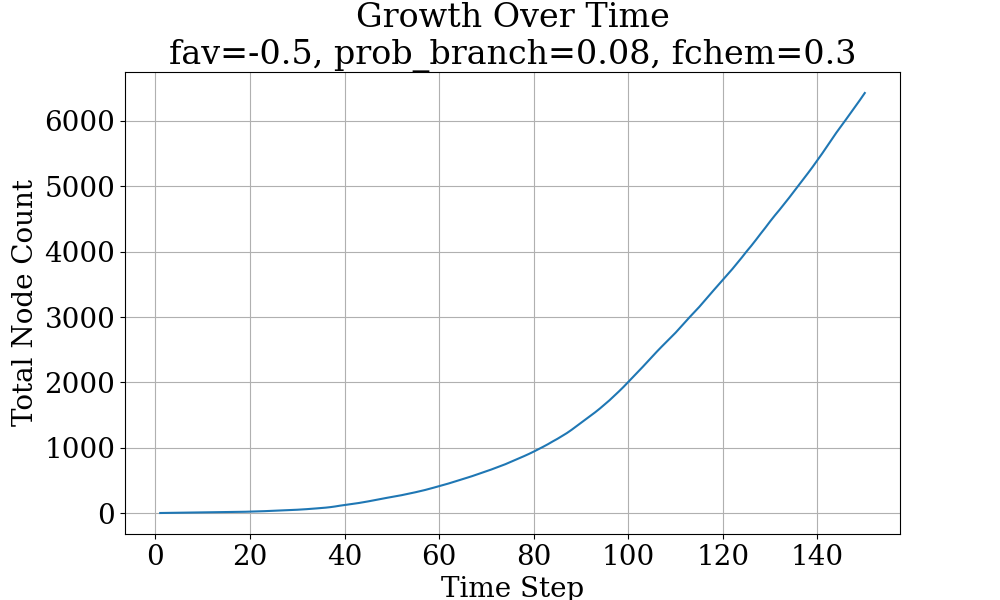 Growth Over Time
fav=-0.5, prob_branch=0.08, fchem=0.3
Total Node Count
6000
5000
4000
3000
2000
1000
0
0 20 40 60 80 100 120 140
Time Step